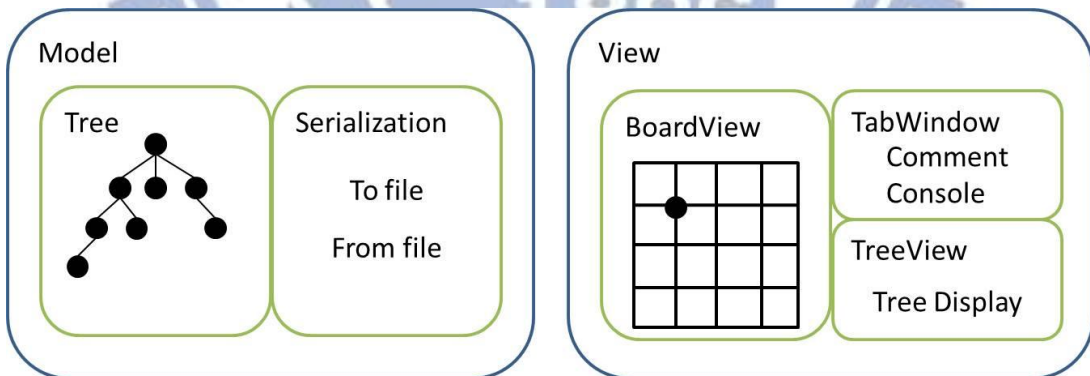 Model
Tree
Serialization
To file
From file
View
BoardView
TabWindow
Comment
Console
TreeView
Tree Display